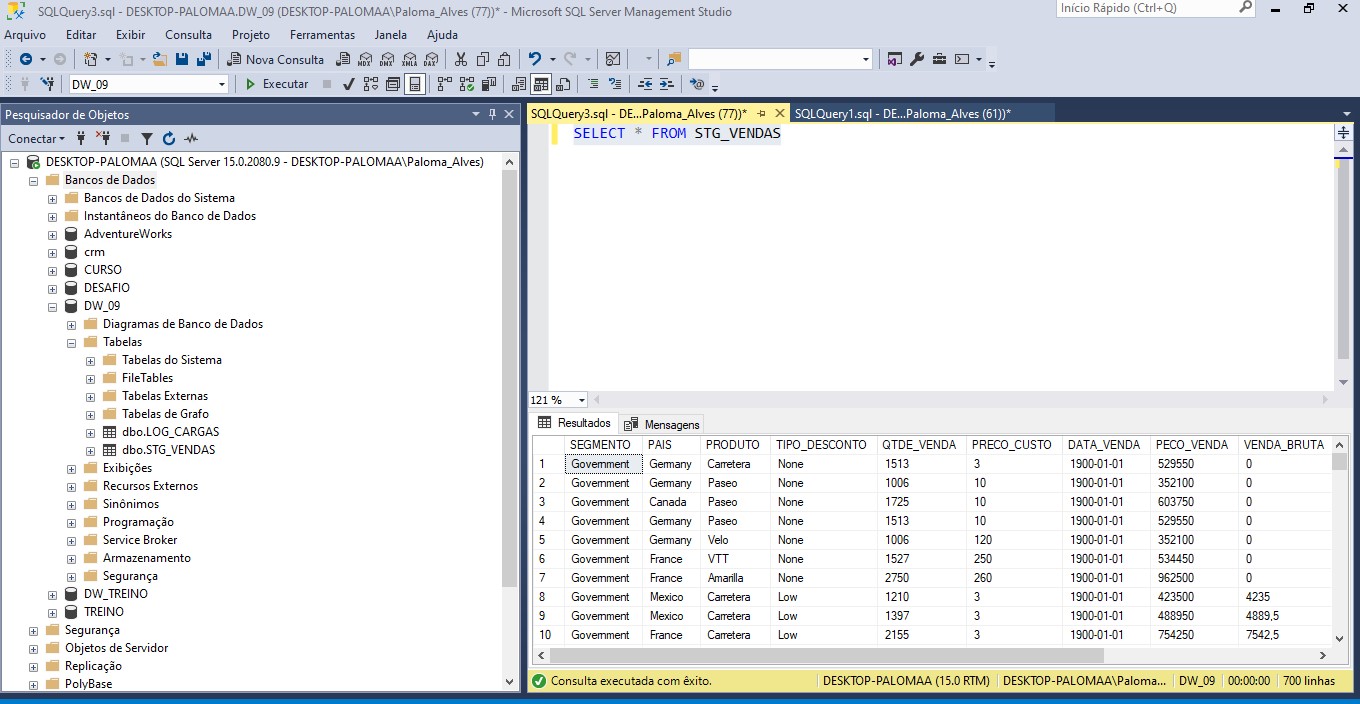 SQLQuery3.sql - DESKTOP-PALOMAA.DW_09 (DESKTOP-PALOMAA\Paloma_Alves (77))* - Microsoft SQL Server Management Studio
Início Rápido (Ctrl+Q)
Arquivo Editar Exibir Consulta Projeto Ferramentas Janela Ajuda
Nova Consulta MDX DMX XMLA DAX
DW_09 Executar
Pesquisador de Objetos
Conectar
DESKTOP-PALOMAA (SQL Server 15.0.2080.9 - DESKTOP-PALOMAA\Paloma_Alves)
Bancos de Dados
Bancos de Dados do Sistema
Instantâneos do Banco de Dados
AdventureWorks
crm
CURSO
DESAFIO
DW_09
Diagramas de Banco de Dados
Tabelas
Tabelas do Sistema
FileTables
Tabelas Externas
Tabelas de Grafo
dbo.LOG_CARGAS
dbo.STG_VENDAS
Exibições
Recursos Externos
Sinônimos
Programação
Service Broker
Armazenamento
Segurança
DW_TREINO
TREINO
Segurança
Objetos de Servidor
Replicação
PolyBase
SQLQuery3.sql - DE...Paloma_Alves (77))* SQLQuery1.sql - DE...Paloma_Alves (61))*
SELECT * FROM STG_VENDAS
121 %
Resultados Mensagens
SEGMENTO PAIS PRODUTO TIPO_DESCONTO QTDE_VENDA PRECO_CUSTO DATA_VENDA PECO_VENDA VENDA_BRUTA
1 Government Germany Carretera None 1513 3 1900-01-01 529550 0
2 Government Germany Paseo None 1006 10 1900-01-01 352100 0
3 Government Canada Paseo None 1725 10 1900-01-01 603750 0
4 Government Germany Paseo None 1513 10 1900-01-01 529550 0
5 Government Germany Velo None 1006 120 1900-01-01 352100 0
6 Government France VTT None 1527 250 1900-01-01 534450 0
7 Government France Amarilla None 2750 260 1900-01-01 962500 0
8 Government Mexico Carretera Low 1210 3 1900-01-01 423500 4235
9 Government Mexico Carretera Low 1397 3 1900-01-01 488950 4889,5
10 Government France Carretera Low 2155 3 1900-01-01 754250 7542,5
Consulta executada com êxito. DESKTOP-PALOMAA (15.0 RTM) DESKTOP-PALOMAA\Paloma... DW_09 00:00:00 700 linhas